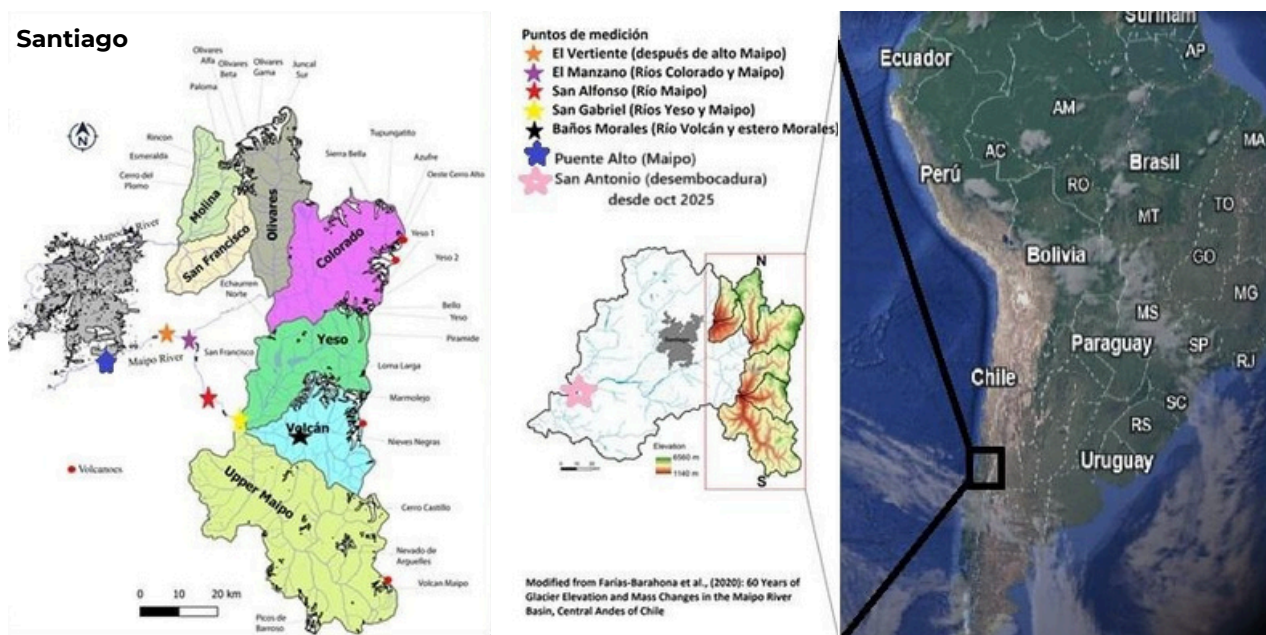 Santiago
Olivares
Alfa
Olivares
Beta
Olivares
Gama
Juncal
Sur
Paloma
Rincon
Esmeralda
Cerro del
Plomo
Molina
San Francisco
Olivares
Colorado
Yeso
Volcán
Upper Maipo
Mapocho River
Maipo River
Echaurren
Norte
San Francisco
Sierra Bella
Tupungatito
Azufre
Oeste Cerro Alto
Yeso 1
Yeso 2
Bello
Yeso
Piramide
Loma Larga
Marmolejo
Nieves Negras
Cerro Castillo
Nevado de
Arguelles
Volcan Maipo
Picos de
Barroso
Volcanoes
N
0 10 20 km
Puntos de medición
El Vertiente (después de alto Maipo)
El Manzano (Ríos Colorado y Maipo)
San Alfonso (Río Maipo)
San Gabriel (Ríos Yeso y Maipo)
Baños Morales (Río Volcán y estero Morales)
Puente Alto (Maipo)
San Antonio (desembocadura)
desde oct 2025
N
Santiago
Elevation
6560 m
1140 m
S
Modified from Farías-Barahona et al., (2020): 60 Years of
Glacier Elevation and Mass Changes in the Maipo River
Basin, Central Andes of Chile
Surinam
Ecuador
AP
AM
MA
AC
Perú
Brasil
RO
TO
MT
Bolivia
GO
MG
MS
Paraguay
SP
RJ
Chile
SC
RS
Uruguay